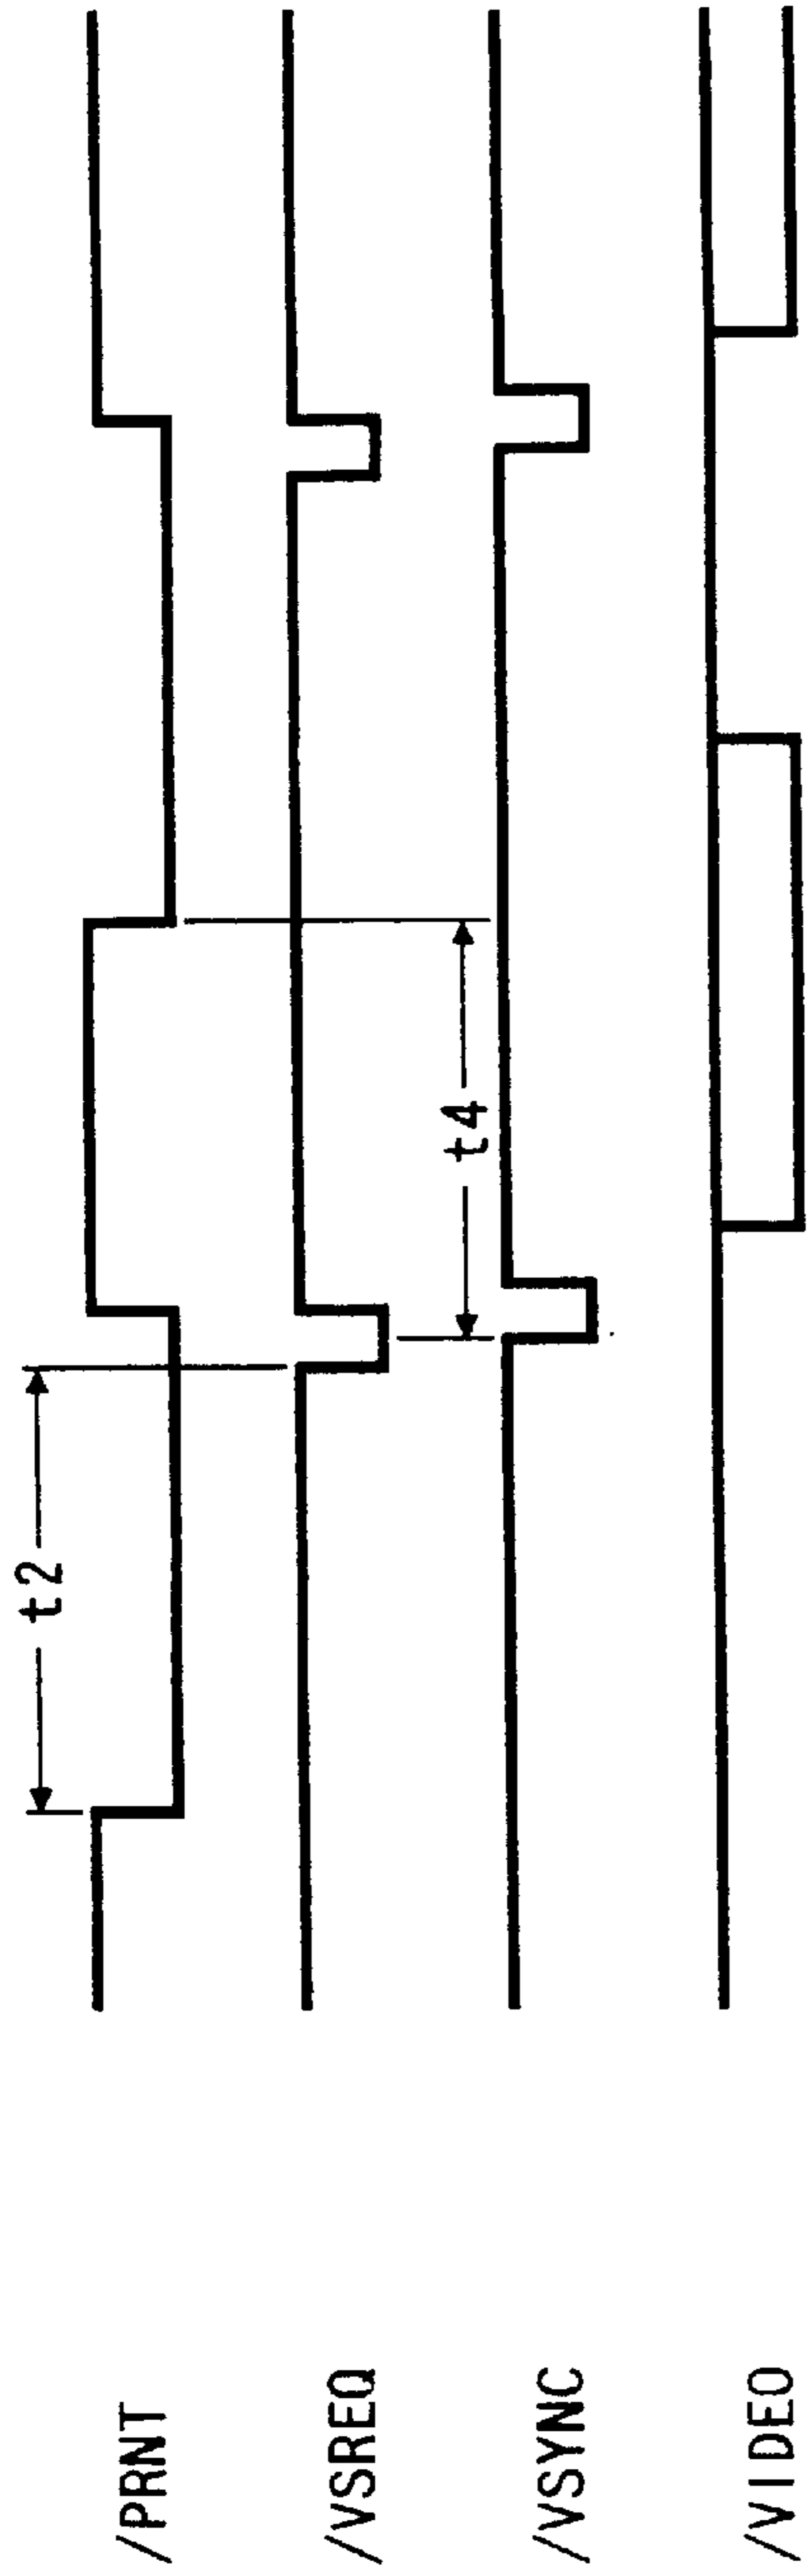 t2
/PRNT
/VSREQ
t4
/VSYNC
/VIDEO